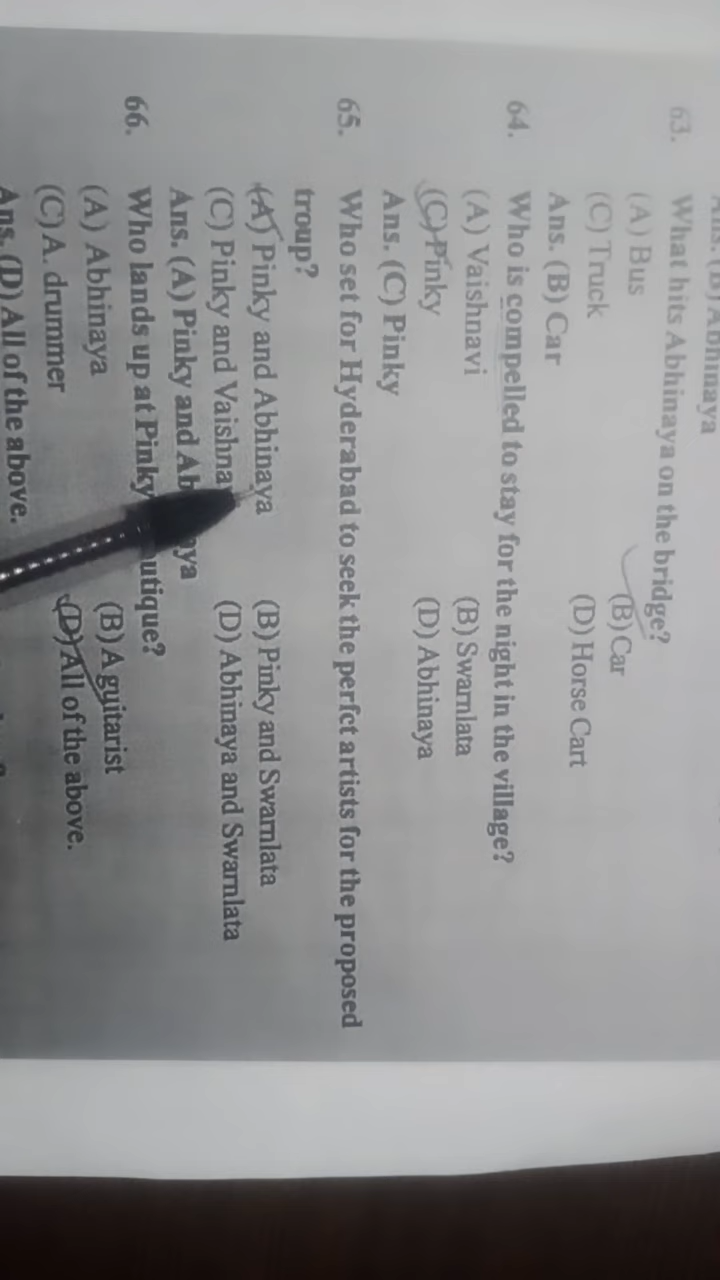 Ans. (B) Abhinaya
63. What hits Abhinaya on the bridge?
(A) Bus (B) Car
(C) Truck (D) Horse Cart
Ans. (B) Car
64. Who is compelled to stay for the night in the village?
(A) Vaishnavi (B) Swarnlata
(C) Pinky (D) Abhinaya
Ans. (C) Pinky
65. Who set for Hyderabad to seek the perfct artists for the proposed
troup?
(A) Pinky and Abhinaya (B) Pinky and Swarnlata
(C) Pinky and Vaishna (D) Abhinaya and Swarnlata
Ans. (A) Pinky and Ab ya
66. Who lands up at Pinky utique?
(A) Abhinaya (B) A guitarist
(C) A. drummer (D) All of the above.
Ans. (D) All of the above.